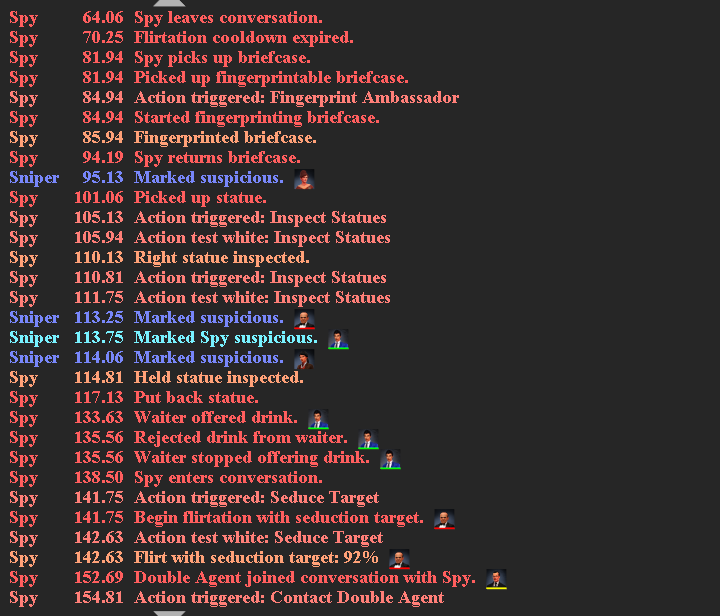 Spy 64.06 Spy leaves conversation.
Spy 70.25 Flirtation cooldown expired.
Spy 81.94 Spy picks up briefcase.
Spy 81.94 Picked up fingerprintable briefcase.
Spy 84.94 Action triggered: Fingerprint Ambassador
Spy 84.94 Started fingerprinting briefcase.
Spy 85.94 Fingerprinted briefcase.
Spy 94.19 Spy returns briefcase.
Sniper 95.13 Marked suspicious.
Spy 101.06 Picked up statue.
Spy 105.13 Action triggered: Inspect Statues
Spy 105.94 Action test white: Inspect Statues
Spy 110.13 Right statue inspected.
Spy 110.81 Action triggered: Inspect Statues
Spy 111.75 Action test white: Inspect Statues
Sniper 113.25 Marked suspicious.
Sniper 113.75 Marked Spy suspicious.
Sniper 114.06 Marked suspicious.
Spy 114.81 Held statue inspected.
Spy 117.13 Put back statue.
Spy 133.63 Waiter offered drink.
Spy 135.56 Rejected drink from waiter.
Spy 135.56 Waiter stopped offering drink.
Spy 138.50 Spy enters conversation.
Spy 141.75 Action triggered: Seduce Target
Spy 141.75 Begin flirtation with seduction target.
Spy 142.63 Action test white: Seduce Target
Spy 142.63 Flirt with seduction target: 92%
Spy 152.69 Double Agent joined conversation with Spy.
Spy 154.81 Action triggered: Contact Double Agent